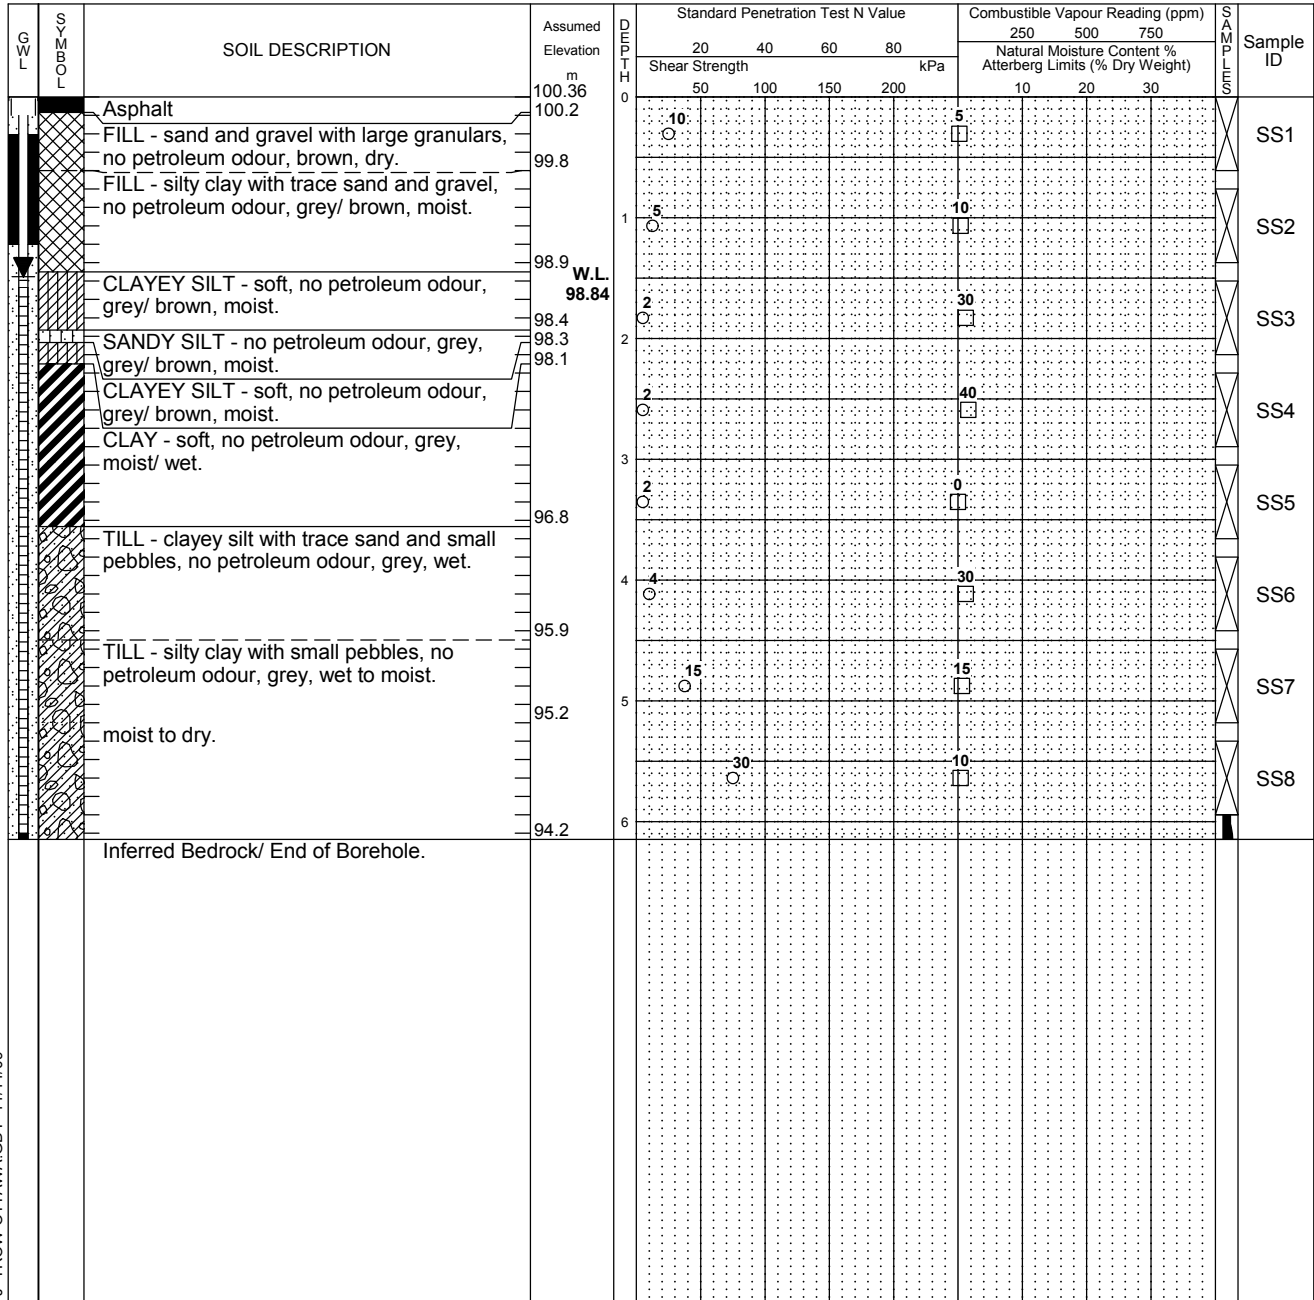 GWL
SYMBOL
SOIL DESCRIPTION
Assumed
Elevation
m
100.36
DEPTH
Standard Penetration Test N Value
20 40 60 80
Shear Strength kPa
50 100 150 200
Combustible Vapour Reading (ppm)
250 500 750
Natural Moisture Content %
Atterberg Limits (% Dry Weight)
10 20 30
SAMPLES
Sample
ID
0
Asphalt
100.2
FILL - sand and gravel with large granulars,
no petroleum odour, brown, dry.
99.8
10
5
SS1
FILL - silty clay with trace sand and gravel,
no petroleum odour, grey/ brown, moist.
98.9
1
5
10
SS2
W.L.
98.84
CLAYEY SILT - soft, no petroleum odour,
grey/ brown, moist.
98.4
2
30
SS3
SANDY SILT - no petroleum odour, grey,
grey/ brown, moist.
98.3
98.1
2
CLAYEY SILT - soft, no petroleum odour,
grey/ brown, moist.
2
40
SS4
CLAY - soft, no petroleum odour, grey,
moist/ wet.
96.8
3
2
0
SS5
TILL - clayey silt with trace sand and small
pebbles, no petroleum odour, grey, wet.
95.9
4
4
30
SS6
TILL - silty clay with small pebbles, no
petroleum odour, grey, wet to moist.
95.2
15
15
SS7
5
moist to dry.
30
10
SS8
94.2
6
Inferred Bedrock/ End of Borehole.